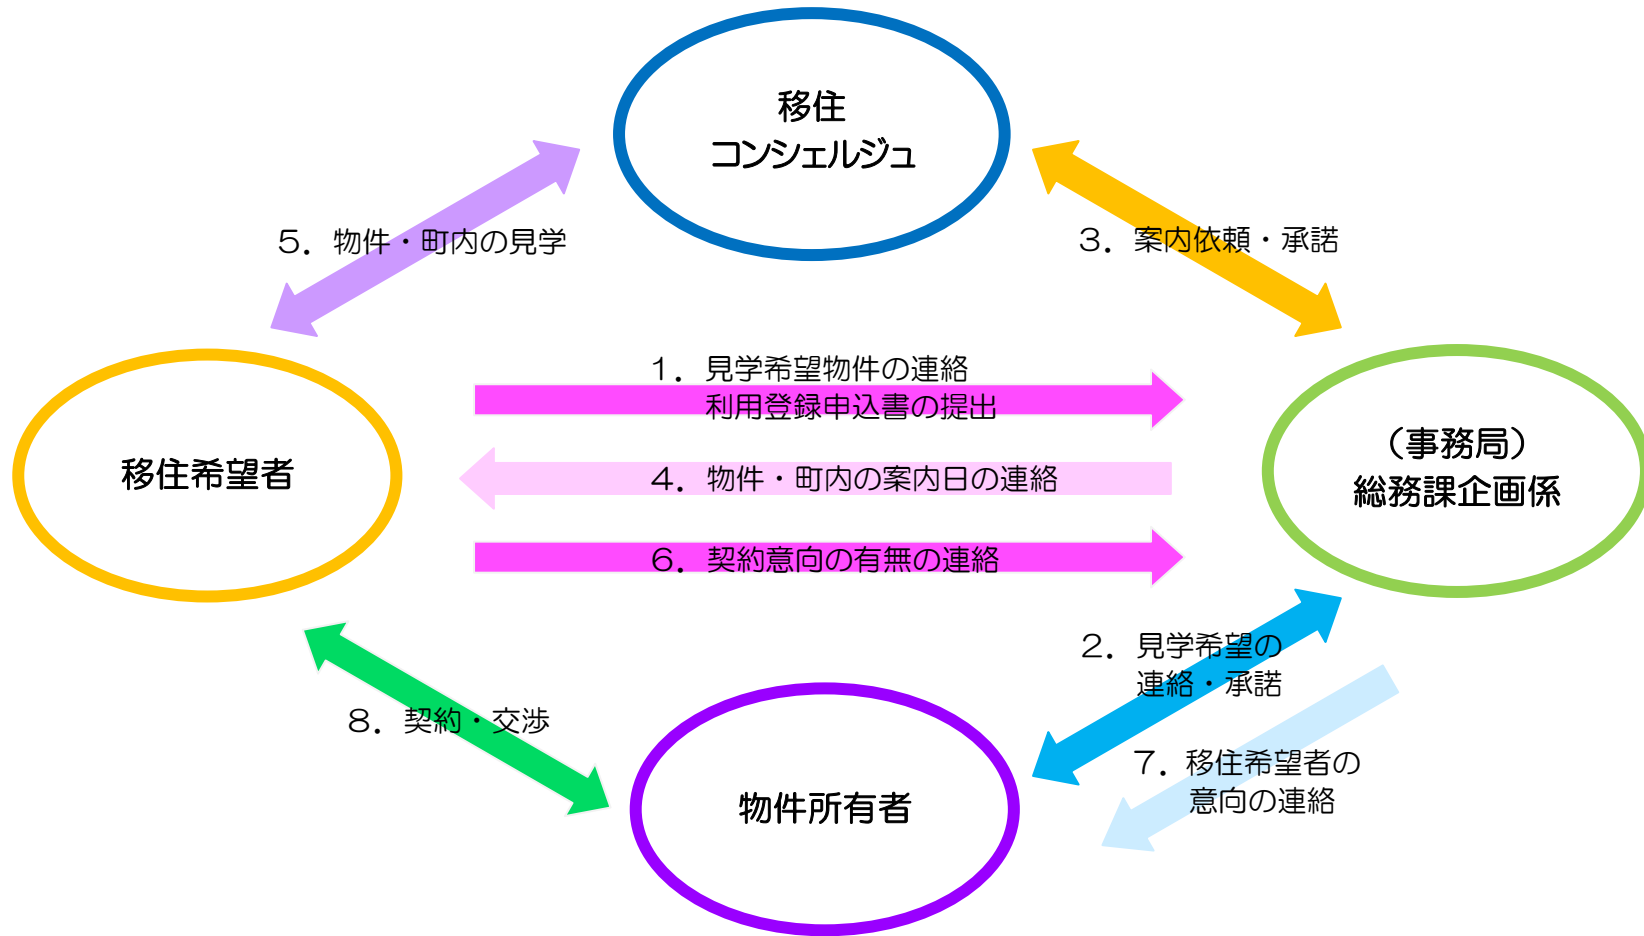 移住
コンシェルジュ
5．物件・町内の見学
3．案内依頼・承諾
1．見学希望物件の連絡
利用登録申込書の提出
移住希望者
4．物件・町内の案内日の連絡
（事務局）
総務課企画係
6．契約意向の有無の連絡
2．見学希望の
連絡・承諾
8．契約・交渉
7．移住希望者の
意向の連絡
物件所有者